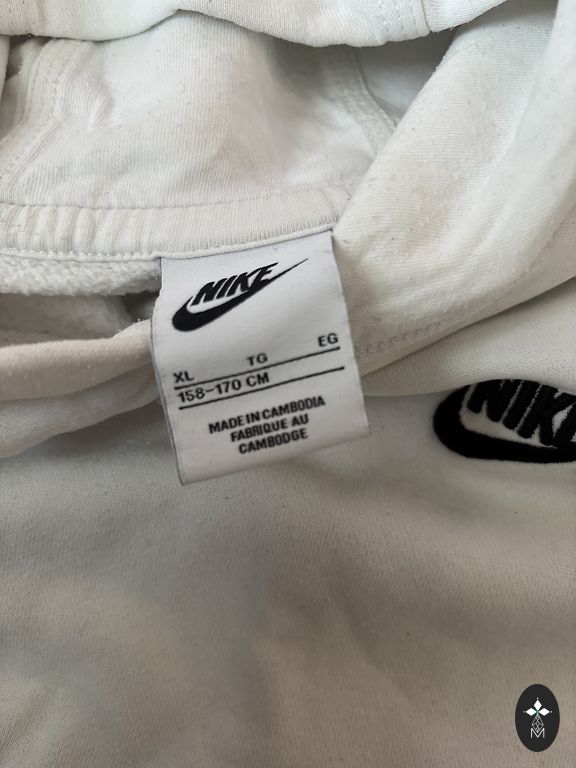 NIKE
XL TG EG
158-170 CM
MADE IN CAMBODIA
FABRIQUE AU
CAMBODGE
NIKE
M